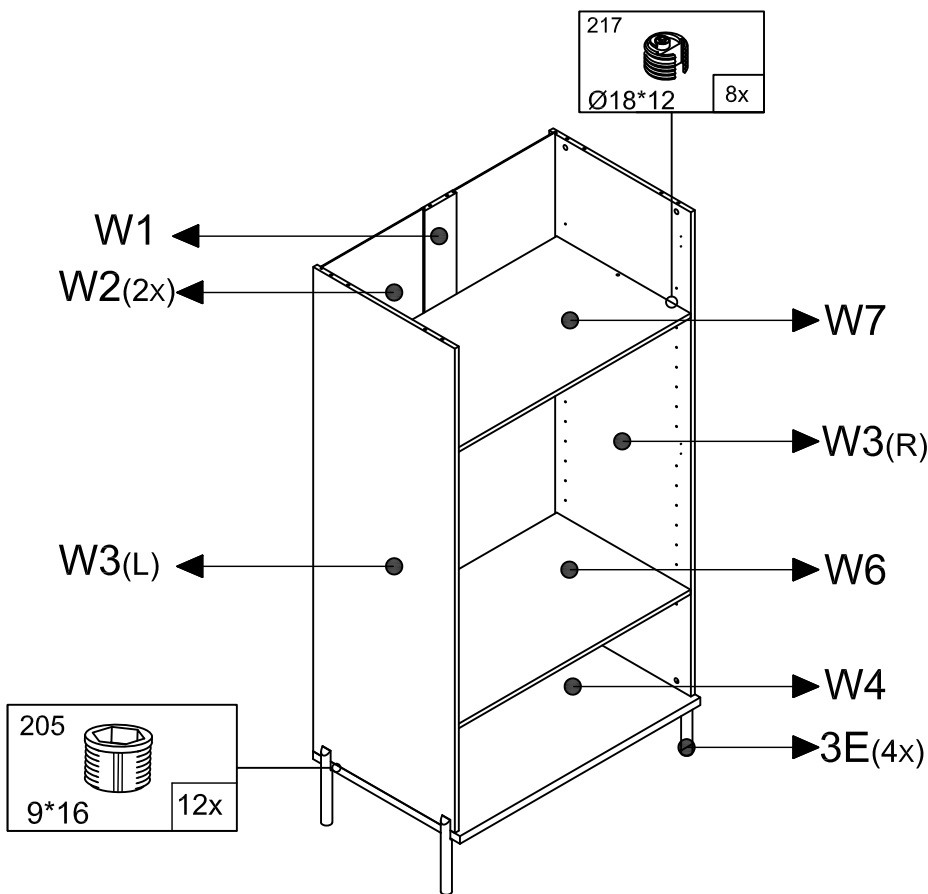 217
Ø18*12
8x
W1
W2(2x)
W7
W3(R)
W3(L)
W6
W4
3E(4x)
205
9*16
12x